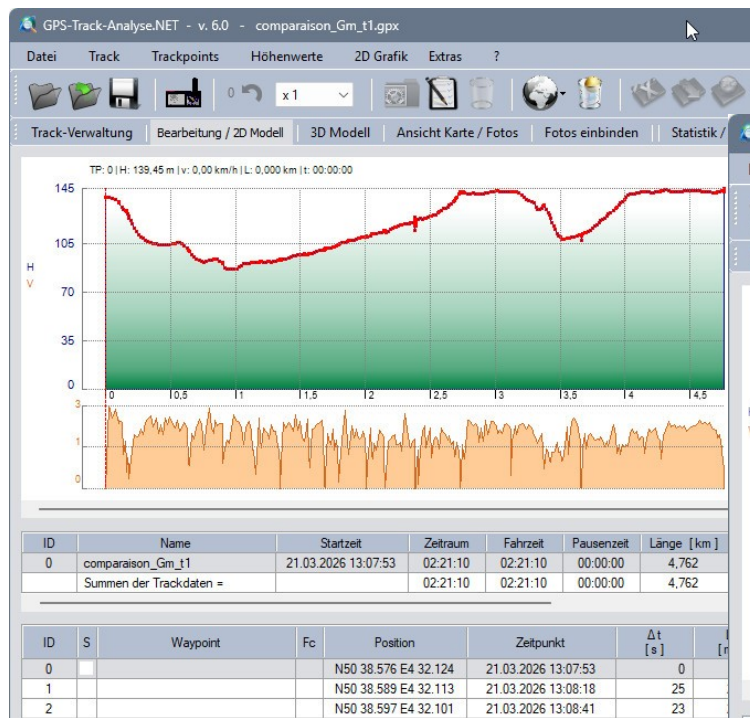 GPS-Track-Analyse.NET - v. 6.0 - comparaison_Gm_t1.gpx
Datei Track Trackpoints Höhenwerte 2D Grafik Extras ?
0 x 1
Track-Verwaltung Bearbeitung / 2D Modell 3D Modell Ansicht Karte / Fotos Fotos einbinden Statistik /
TP: 0 | H: 139,45 m | v: 0,00 km/h | L: 0,000 km | t: 00:00:00
145
105
H
V
70
35
0
0 0,5 1 1,5 2 2,5 3 3,5 4 4,5
3
1
0
ID Name Startzeit Zeitraum Fahrzeit Pausenzeit Länge [ km ]
0 comparaison_Gm_t1 21.03.2026 13:07:53 02:21:10 02:21:10 00:00:00 4,762
Summen der Trackdaten = 02:21:10 02:21:10 00:00:00 4,762
ID S Waypoint Fc Position Zeitpunkt Δt [ s ]
0 N50 38.576 E4 32.124 21.03.2026 13:07:53 0
1 N50 38.589 E4 32.113 21.03.2026 13:08:18 25
2 N50 38.597 E4 32.101 21.03.2026 13:08:41 23